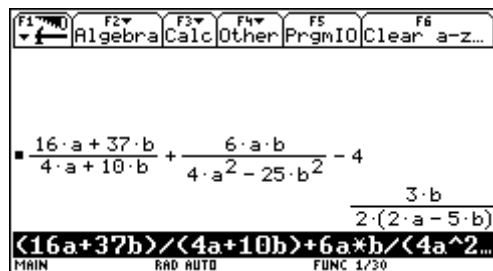 F1 F2 Algebra F3 Calc F4 Other F5 PrgmIO F6 Clear a-z…
▪ (16·a + 37·b)/(4·a + 10·b) + (6·a·b)/(4·a² − 25·b²) − 4
(3·b)/(2·(2·a − 5·b))
(16a+37b)/(4a+10b)+6a*b/(4a^2…
MAIN RAD AUTO FUNC 1/30